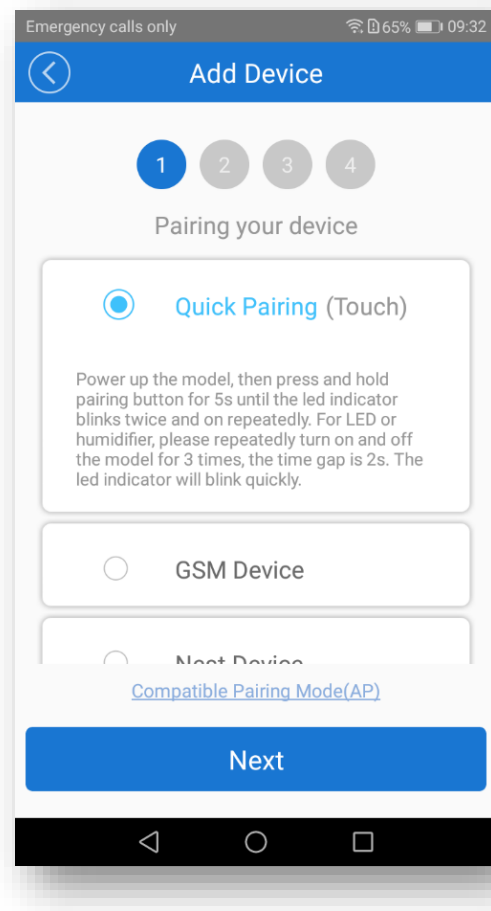 Emergency calls only 65% 09:32
Add Device
1 2 3 4
Pairing your device
Quick Pairing (Touch)
Power up the model, then press and hold
pairing button for 5s until the led indicator
blinks twice and on repeatedly. For LED or
humidifier, please repeatedly turn on and off
the model for 3 times, the time gap is 2s. The
led indicator will blink quickly.
GSM Device
Nest Device
Compatible Pairing Mode(AP)
Next